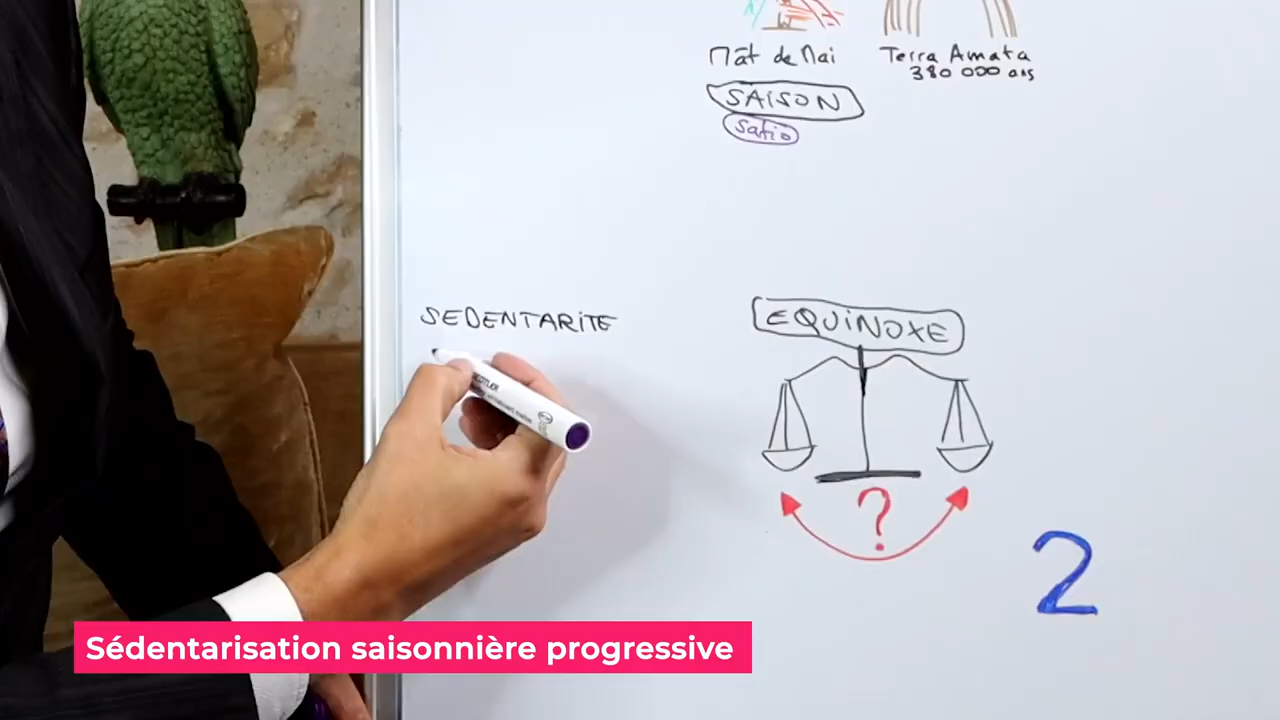 Mât de Mai
Terra Amata
380 000 ans
SAISON
Satio
SEDENTARITE
EQUINOXE
?
2
Sédentarisation saisonnière progressive